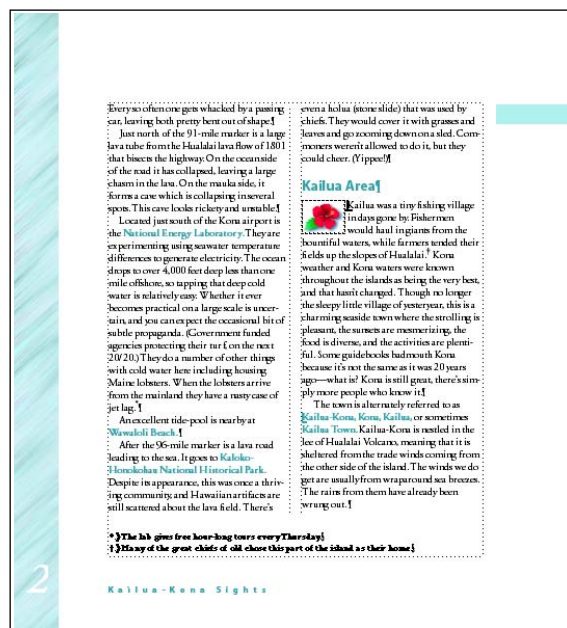 Every so often one gets whacked by a passing
car, leaving both pretty bent out of shape.¶
Just north of the 91-mile marker is a large
lava tube from the Hualalai lava flow of 1801
that bisects the highway. On the ocean side
of the road it has collapsed, leaving a large
chasm in the lava. On the mauka side, it
forms a cave which is collapsing in several
spots. This cave looks rickety and unstable.¶
Located just south of the Kona airport is
the National Energy Laboratory. They are
experimenting using seawater temperature
differences to generate electricity. The ocean
drops to over 4,000 feet deep less than one
mile offshore, so tapping that deep cold
water is relatively easy. Whether it ever
becomes practical on a large scale is uncer-
tain, and you can expect the occasional bit of
subtle propaganda. (Government funded
agencies protecting their turf, on the next
20/20.) They do a number of other things
with cold water here including housing
Maine lobsters. When the lobsters arrive
from the mainland they have a nasty case of
jet lag.*¶
An excellent tide-pool is nearby at
Wawaloli Beach.¶
After the 96-mile marker is a lava road
leading to the sea. It goes to Kaloko-
Honokohau National Historical Park.
Despite its appearance, this was once a thriv-
ing community, and Hawaiian artifacts are
still scattered about the lava field. There's
even a holua (stone slide) that was used by
chiefs. They would cover it with grasses and
leaves and go zooming down on a sled. Com-
moners weren't allowed to do it, but they
could cheer. (Yippee!)¶
Kailua Area¶
Kailua was a tiny fishing village
in days gone by. Fishermen
would haul in giants from the
bountiful waters, while farmers tended their
fields up the slopes of Hualalai.† Kona
weather and Kona waters were known
throughout the islands as being the very best,
and that hasn't changed. Though no longer
the sleepy little village of yesteryear, this is a
charming seaside town where the strolling is
pleasant, the sunsets are mesmerizing, the
food is diverse, and the activities are plenti-
ful. Some guidebooks badmouth Kona
because it's not the same as it was 20 years
ago—what is? Kona is still great, there's sim-
ply more people who know it.¶
The town is alternately referred to as
Kailua-Kona, Kona, Kailua, or sometimes
Kailua Town. Kailua-Kona is nestled in the
lee of Hualalai Volcano, meaning that it is
sheltered from the trade winds coming from
the other side of the island. The winds we do
get are usually from wraparound sea breezes.
The rains from them have already been
wrung out.¶
*.}The lab gives free hour-long tours every Thursday.§
†.}Many of the great chiefs of old chose this part of the island as their home.§
2
Kailua-Kona Sights